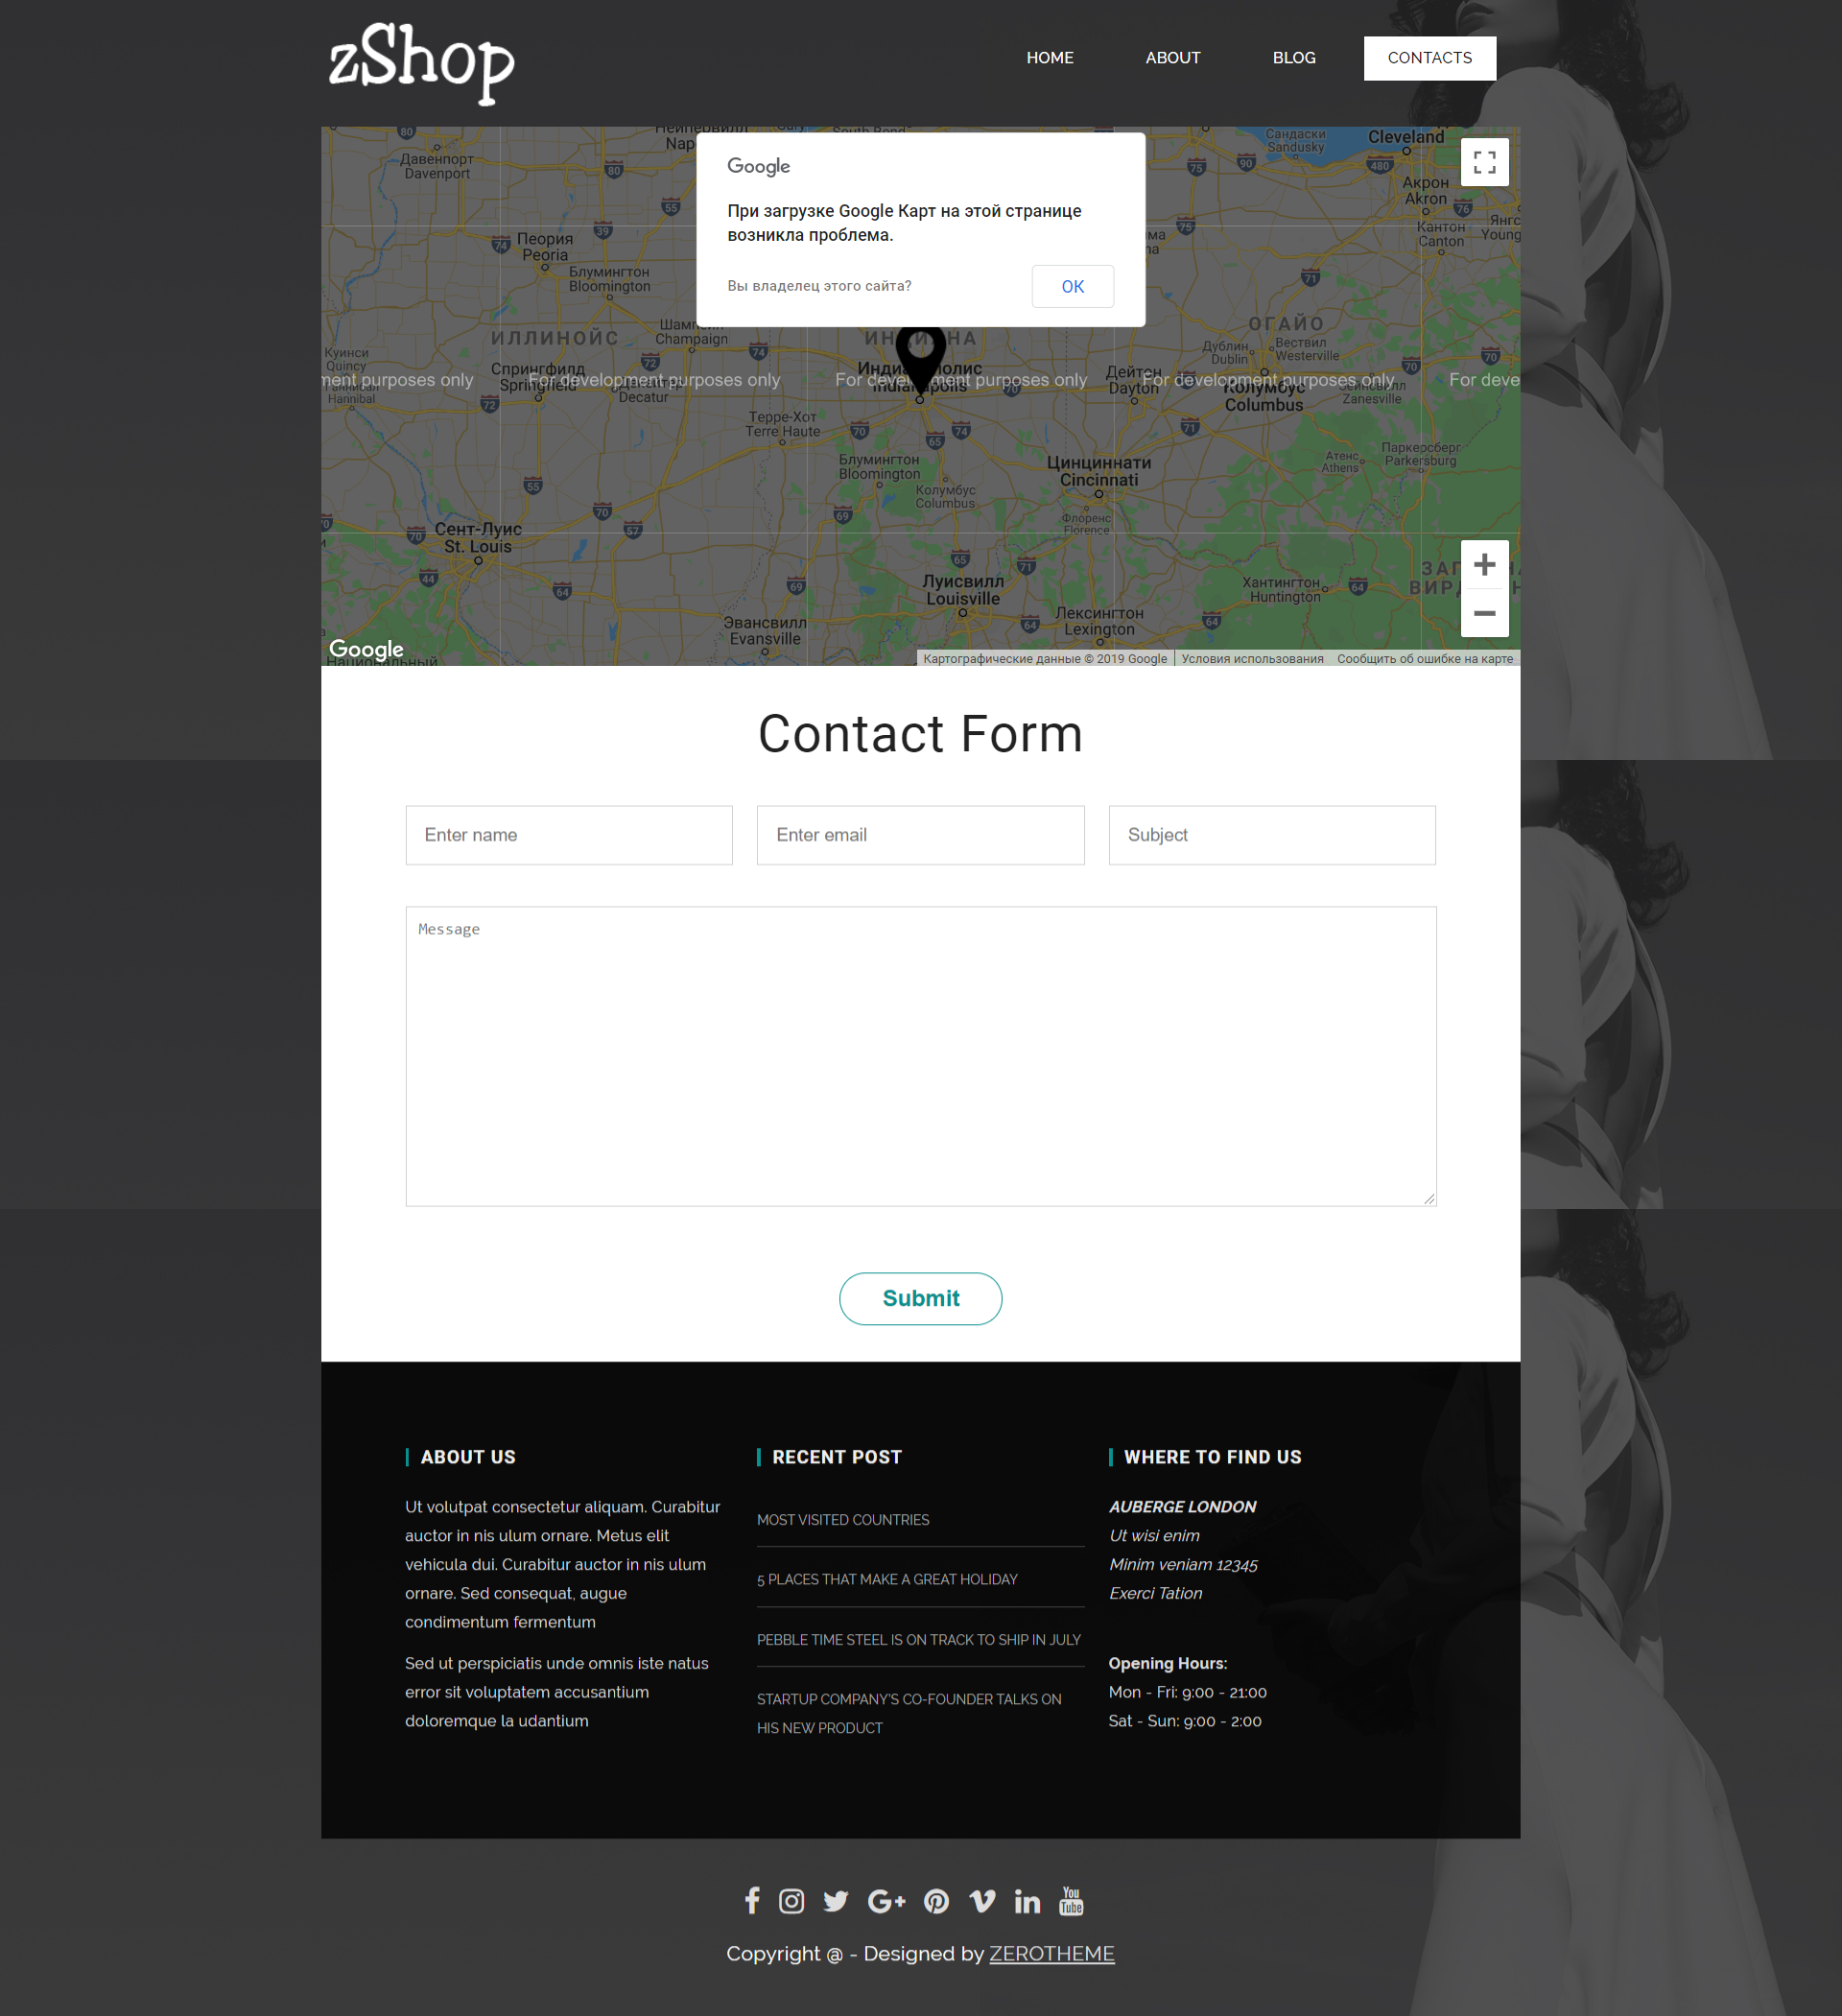 zShop
HOME
ABOUT
BLOG
CONTACTS
Google
При загрузке Google Карт на этой странице
возникла проблема.
Вы владелец этого сайта?
OK
Давенпорт
Davenport
Сандаски
Sandusky
Cleveland
Акрон
Akron
Кантон
Canton
Пеория
Peoria
Блумингтон
Bloomington
ИЛЛИНОЙС
Champaign
ОГАЙО
Дублин
Dublin
Вествил
Westerville
Куинси
Quincy
Hannibal
Спрингфилд
Springfield
Decatur
Indianapolis
Дейтон
Dayton
Колумбус
Columbus
Zanesville
For development purposes only
For development purposes only
For development purposes only
Терре-Хот
Terre Haute
Блумингтон
Bloomington
Колумбус
Columbus
Цинциннати
Cincinnati
Атенс
Athens
Паркерсберг
Parkersburg
Флоренс
Florence
Сент-Луис
St. Louis
Луисвилл
Louisville
Хантингтон
Huntington
Эвансвилл
Evansville
Лексингтон
Lexington
Google
Картографические данные © 2019 Google
Условия использования
Сообщить об ошибке на карте
Contact Form
Enter name
Enter email
Subject
Message
Submit
ABOUT US
Ut volutpat consectetur aliquam. Curabitur
auctor in nis ulum ornare. Metus elit
vehicula dui. Curabitur auctor in nis ulum
ornare. Sed consequat, augue
condimentum fermentum
Sed ut perspiciatis unde omnis iste natus
error sit voluptatem accusantium
doloremque la udantium
RECENT POST
MOST VISITED COUNTRIES
5 PLACES THAT MAKE A GREAT HOLIDAY
PEBBLE TIME STEEL IS ON TRACK TO SHIP IN JULY
STARTUP COMPANY'S CO-FOUNDER TALKS ON
HIS NEW PRODUCT
WHERE TO FIND US
AUBERGE LONDON
Ut wisi enim
Minim veniam 12345
Exerci Tation
Opening Hours:
Mon - Fri: 9:00 - 21:00
Sat - Sun: 9:00 - 2:00
You
Tube
Copyright @ - Designed by ZEROTHEME